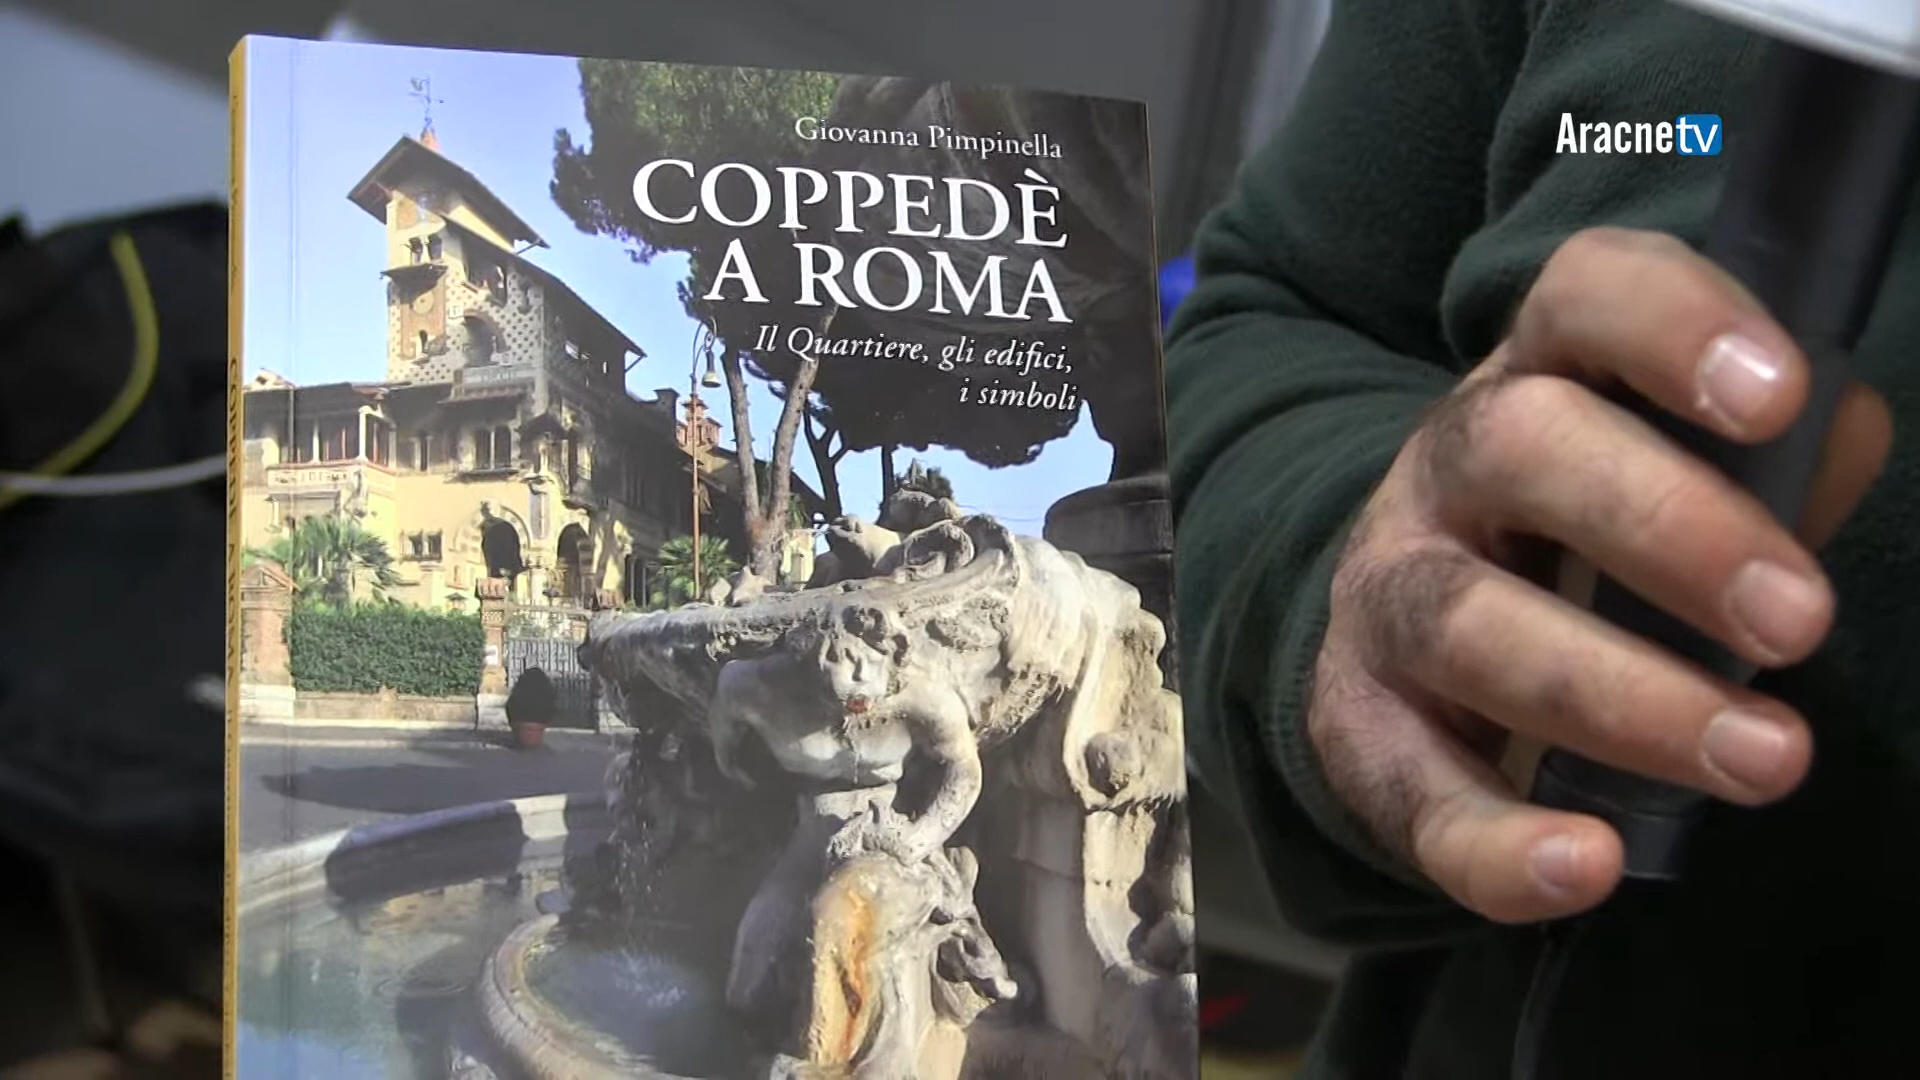 Giovanna Pimpinella
COPPEDÈ
A ROMA
Il Quartiere, gli edifici,
i simboli
Aracnetv